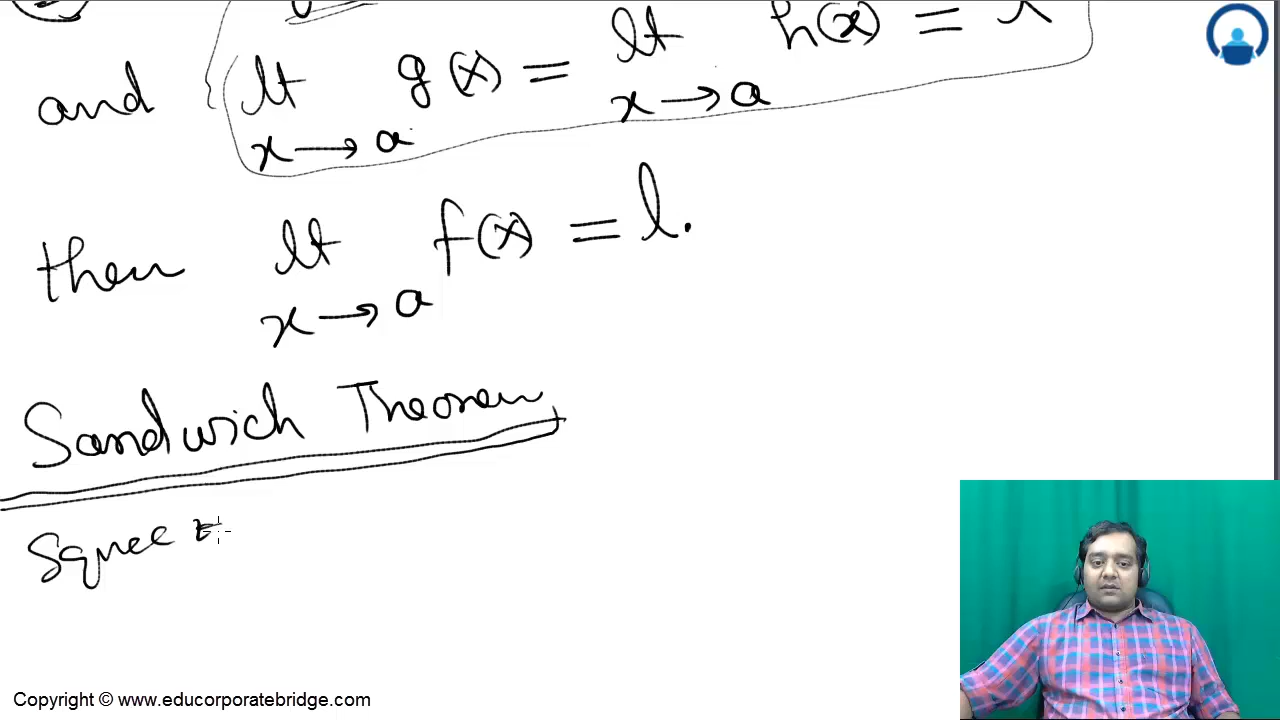 lt h(x) =
and lt g(x) = x → a
x → a
then lt f(x) = l.
x → a
Sandwich Theorem
Squee
Copyright © www.educorporatebridge.com